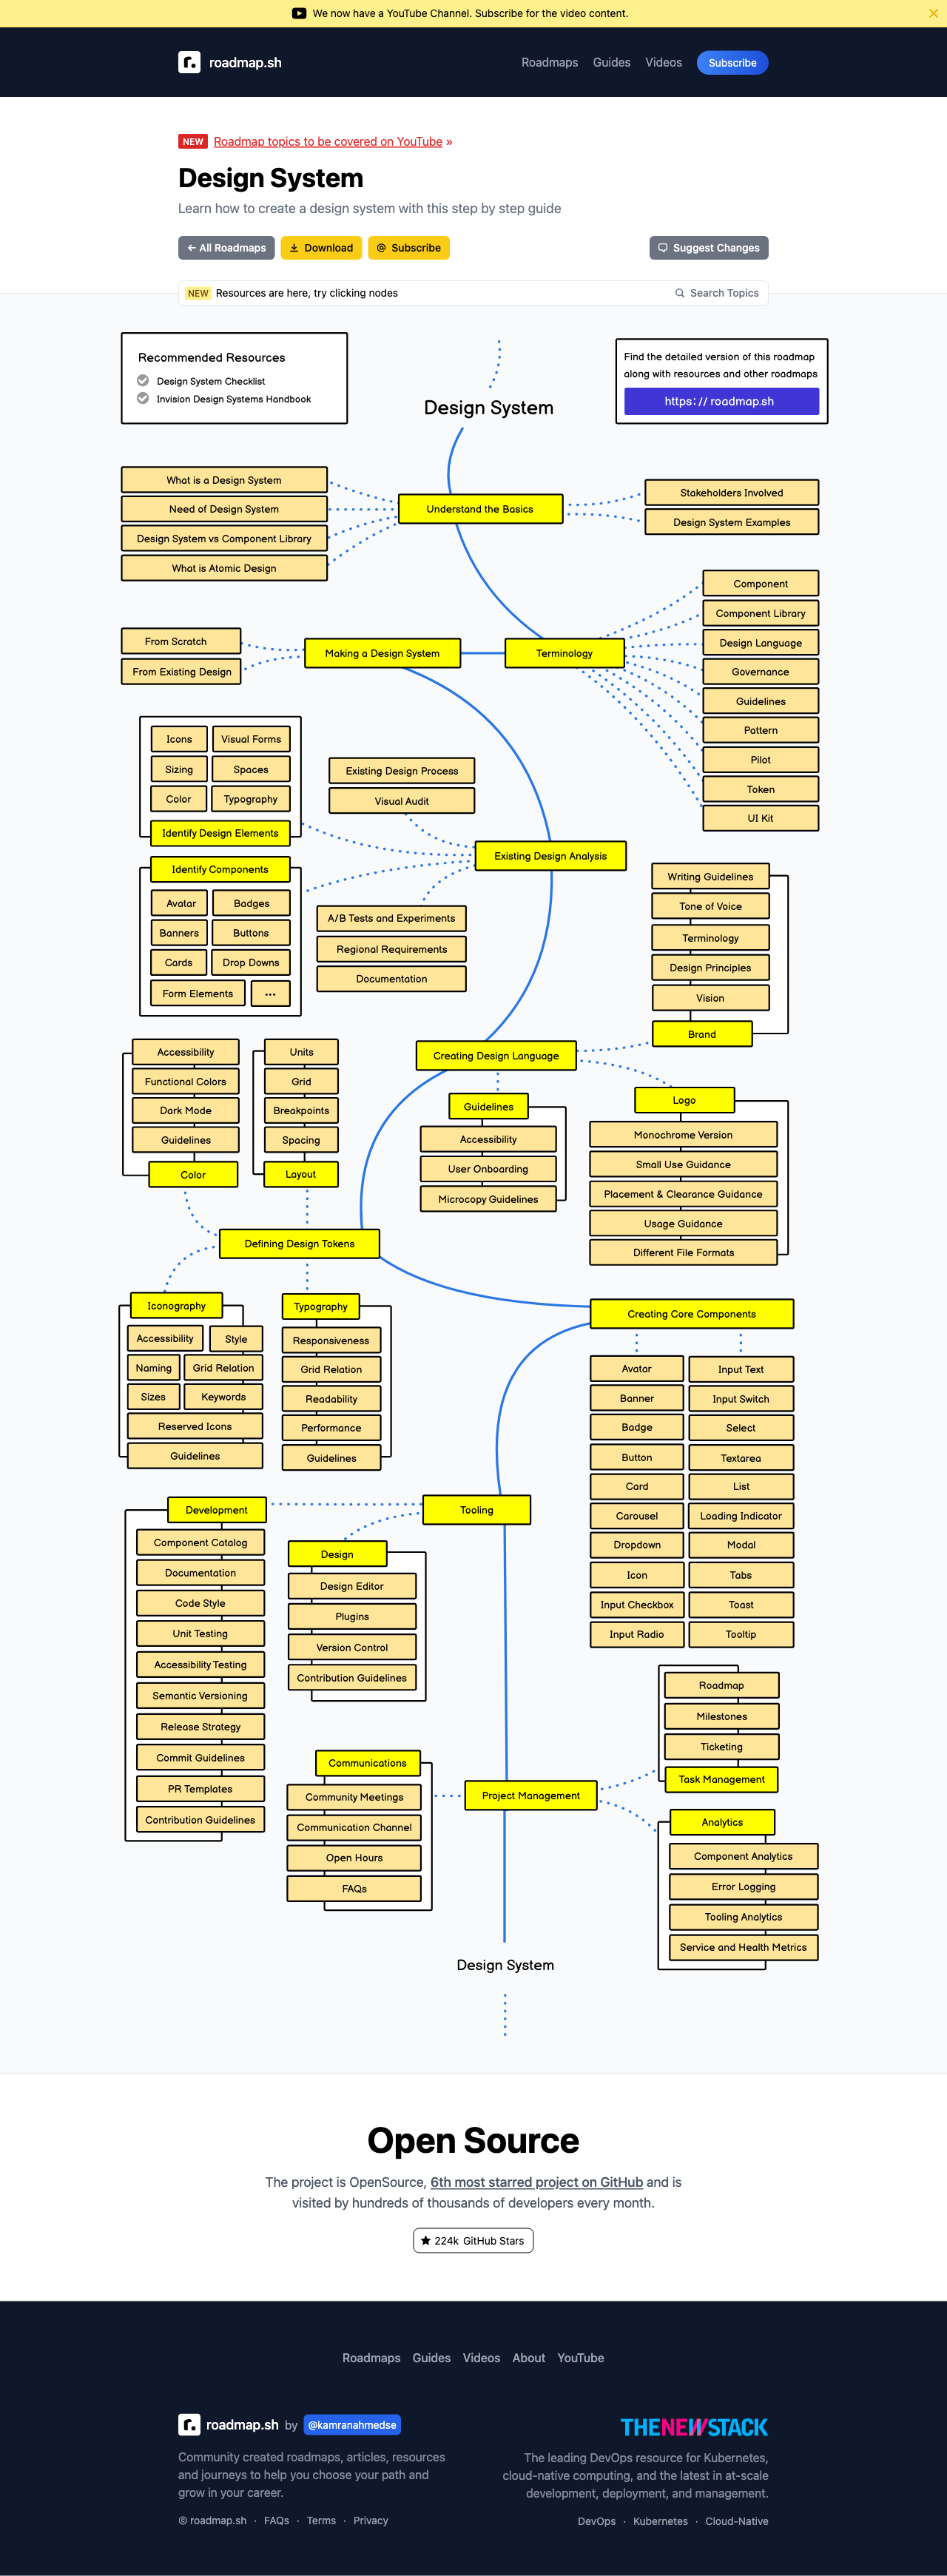 We now have a YouTube Channel. Subscribe for the video content.
roadmap.sh
Roadmaps Guides Videos Subscribe
NEW Roadmap topics to be covered on YouTube »
Design System
Learn how to create a design system with this step by step guide
← All Roadmaps Download Subscribe Suggest Changes
NEW Resources are here, try clicking nodes
Search Topics
Recommended Resources
Design System Checklist
Invision Design Systems Handbook
Design System
Find the detailed version of this roadmap
along with resources and other roadmaps
https://roadmap.sh
What is a Design System
Need of Design System
Design System vs Component Library
What is Atomic Design
Understand the Basics
Stakeholders Involved
Design System Examples
From Scratch
From Existing Design
Making a Design System
Terminology
Component
Component Library
Design Language
Governance
Guidelines
Pattern
Pilot
Token
UI Kit
Icons Visual Forms
Sizing Spaces
Color Typography
Identify Design Elements
Existing Design Process
Visual Audit
Existing Design Analysis
Identify Components
Avatar Badges
Banners Buttons
Cards Drop Downs
Form Elements ...
A/B Tests and Experiments
Regional Requirements
Documentation
Writing Guidelines
Tone of Voice
Terminology
Design Principles
Vision
Brand
Creating Design Language
Accessibility
Functional Colors
Dark Mode
Guidelines
Color
Units
Grid
Breakpoints
Spacing
Layout
Guidelines
Accessibility
User Onboarding
Microcopy Guidelines
Logo
Monochrome Version
Small Use Guidance
Placement & Clearance Guidance
Usage Guidance
Different File Formats
Defining Design Tokens
Iconography
Accessibility Style
Naming Grid Relation
Sizes Keywords
Reserved Icons
Guidelines
Typography
Responsiveness
Grid Relation
Readability
Performance
Guidelines
Creating Core Components
Avatar Input Text
Banner Input Switch
Badge Select
Button Textarea
Card List
Carousel Loading Indicator
Dropdown Modal
Icon Tabs
Input Checkbox Toast
Input Radio Tooltip
Tooling
Development
Component Catalog
Documentation
Code Style
Unit Testing
Accessibility Testing
Semantic Versioning
Release Strategy
Commit Guidelines
PR Templates
Contribution Guidelines
Design
Design Editor
Plugins
Version Control
Contribution Guidelines
Roadmap
Milestones
Ticketing
Task Management
Project Management
Communications
Community Meetings
Communication Channel
Open Hours
FAQs
Analytics
Component Analytics
Error Logging
Tooling Analytics
Service and Health Metrics
Design System
Open Source
The project is OpenSource, 6th most starred project on GitHub and is
visited by hundreds of thousands of developers every month.
★ 224k GitHub Stars
Roadmaps Guides Videos About YouTube
roadmap.sh by @kamranahmedse
Community created roadmaps, articles, resources
and journeys to help you choose your path and
grow in your career.
© roadmap.sh · FAQs · Terms · Privacy
THENEWSTACK
The leading DevOps resource for Kubernetes,
cloud-native computing, and the latest in at-scale
development, deployment, and management.
DevOps · Kubernetes · Cloud-Native